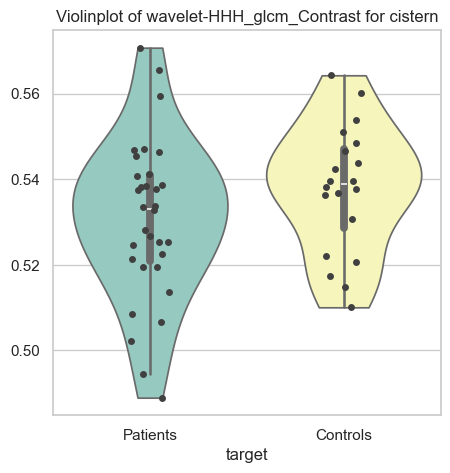 Violinplot of wavelet-HHH_glcm_Contrast for cistern
0.56
0.54
0.52
0.50
Patients
Controls
target